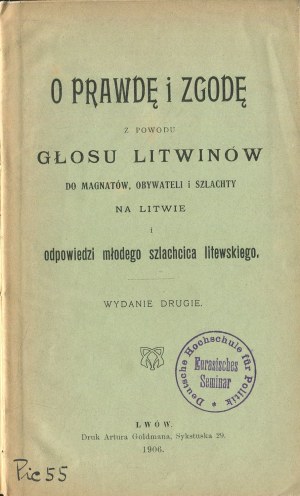 O PRAWDĘ i ZGODĘ
Z POWODU
GŁOSU LITWINÓW
DO MAGNATÓW, OBYWATELI I SZLACHTY
NA LITWIE
I
odpowiedzi młodego szlachcica litewskiego.
WYDANIE DRUGIE.
Deutsche Hochschule für Politik
Eurasisches
Seminar
LWÓW.
Druk Artura Goldmana, Sykstuska 29.
1906.
Pic 55